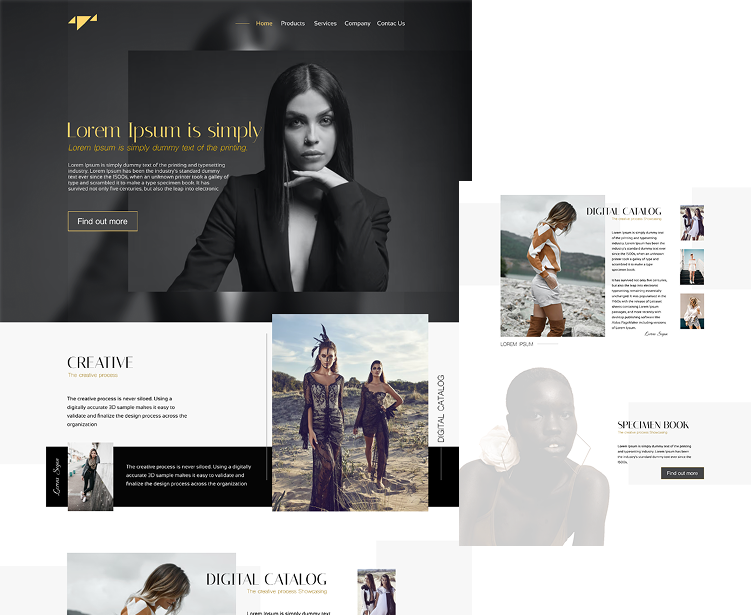 Home Products Services Company Contac Us
Lorem Ipsum is simply
Lorem Ipsum is simply dummy text of the printing.
Lorem Ipsum is simply dummy text of the printing and typesetting
industry. Lorem Ipsum has been the industry's standard dummy
text ever since the 1500s, when an unknown printer took a galley of
type and scrambled it to make a type specimen book. It has
survived not only five centuries, but also the leap into electronic
Find out more
CREATIVE
The creative process
The creative process is never siloed. Using a
digitally accurate 3D sample makes it easy to
validate and finalize the design process across the
organization
DIGITAL CATALOG
Lorem
The creative process is never siloed. Using a digitally
accurate 3D sample makes it easy to validate and
finalize the design process across the organization
DIGITAL CATALOG
The creative process Showcasing
Lorem Ipsum is simply dummy text of the printing
DIGITAL CATALOG
The creative process Showcasing
Lorem Ipsum is simply dummy text of
the printing and typesetting
industry. Lorem Ipsum has been the
industry's standard dummy text ever
since the 1500s, when an unknown
printer took a galley of type and
scrambled it to make a type
specimen book.
It has survived not only five centuries,
but also the leap into electronic
typesetting, remaining essentially
unchanged. It was popularised in the
1960s with the release of Letraset
sheets containing Lorem Ipsum
passages, and more recently with
desktop publishing software like
Aldus PageMaker including versions
of Lorem Ipsum.
Lorem
LOREM IPSUM
SPECIMEN BOOK
The creative process Showcasing
Lorem Ipsum is simply dummy text of the printing
and typesetting industry. Lorem Ipsum has been
the industry's standard dummy text ever since the
1500s,
Find out more